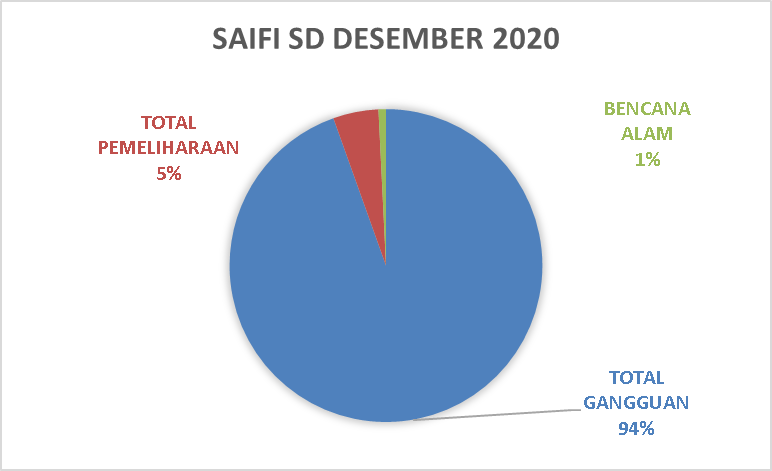 SAIFI SD DESEMBER 2020
TOTAL
PEMELIHARAAN
5%
BENCANA
ALAM
1%
TOTAL
GANGGUAN
94%